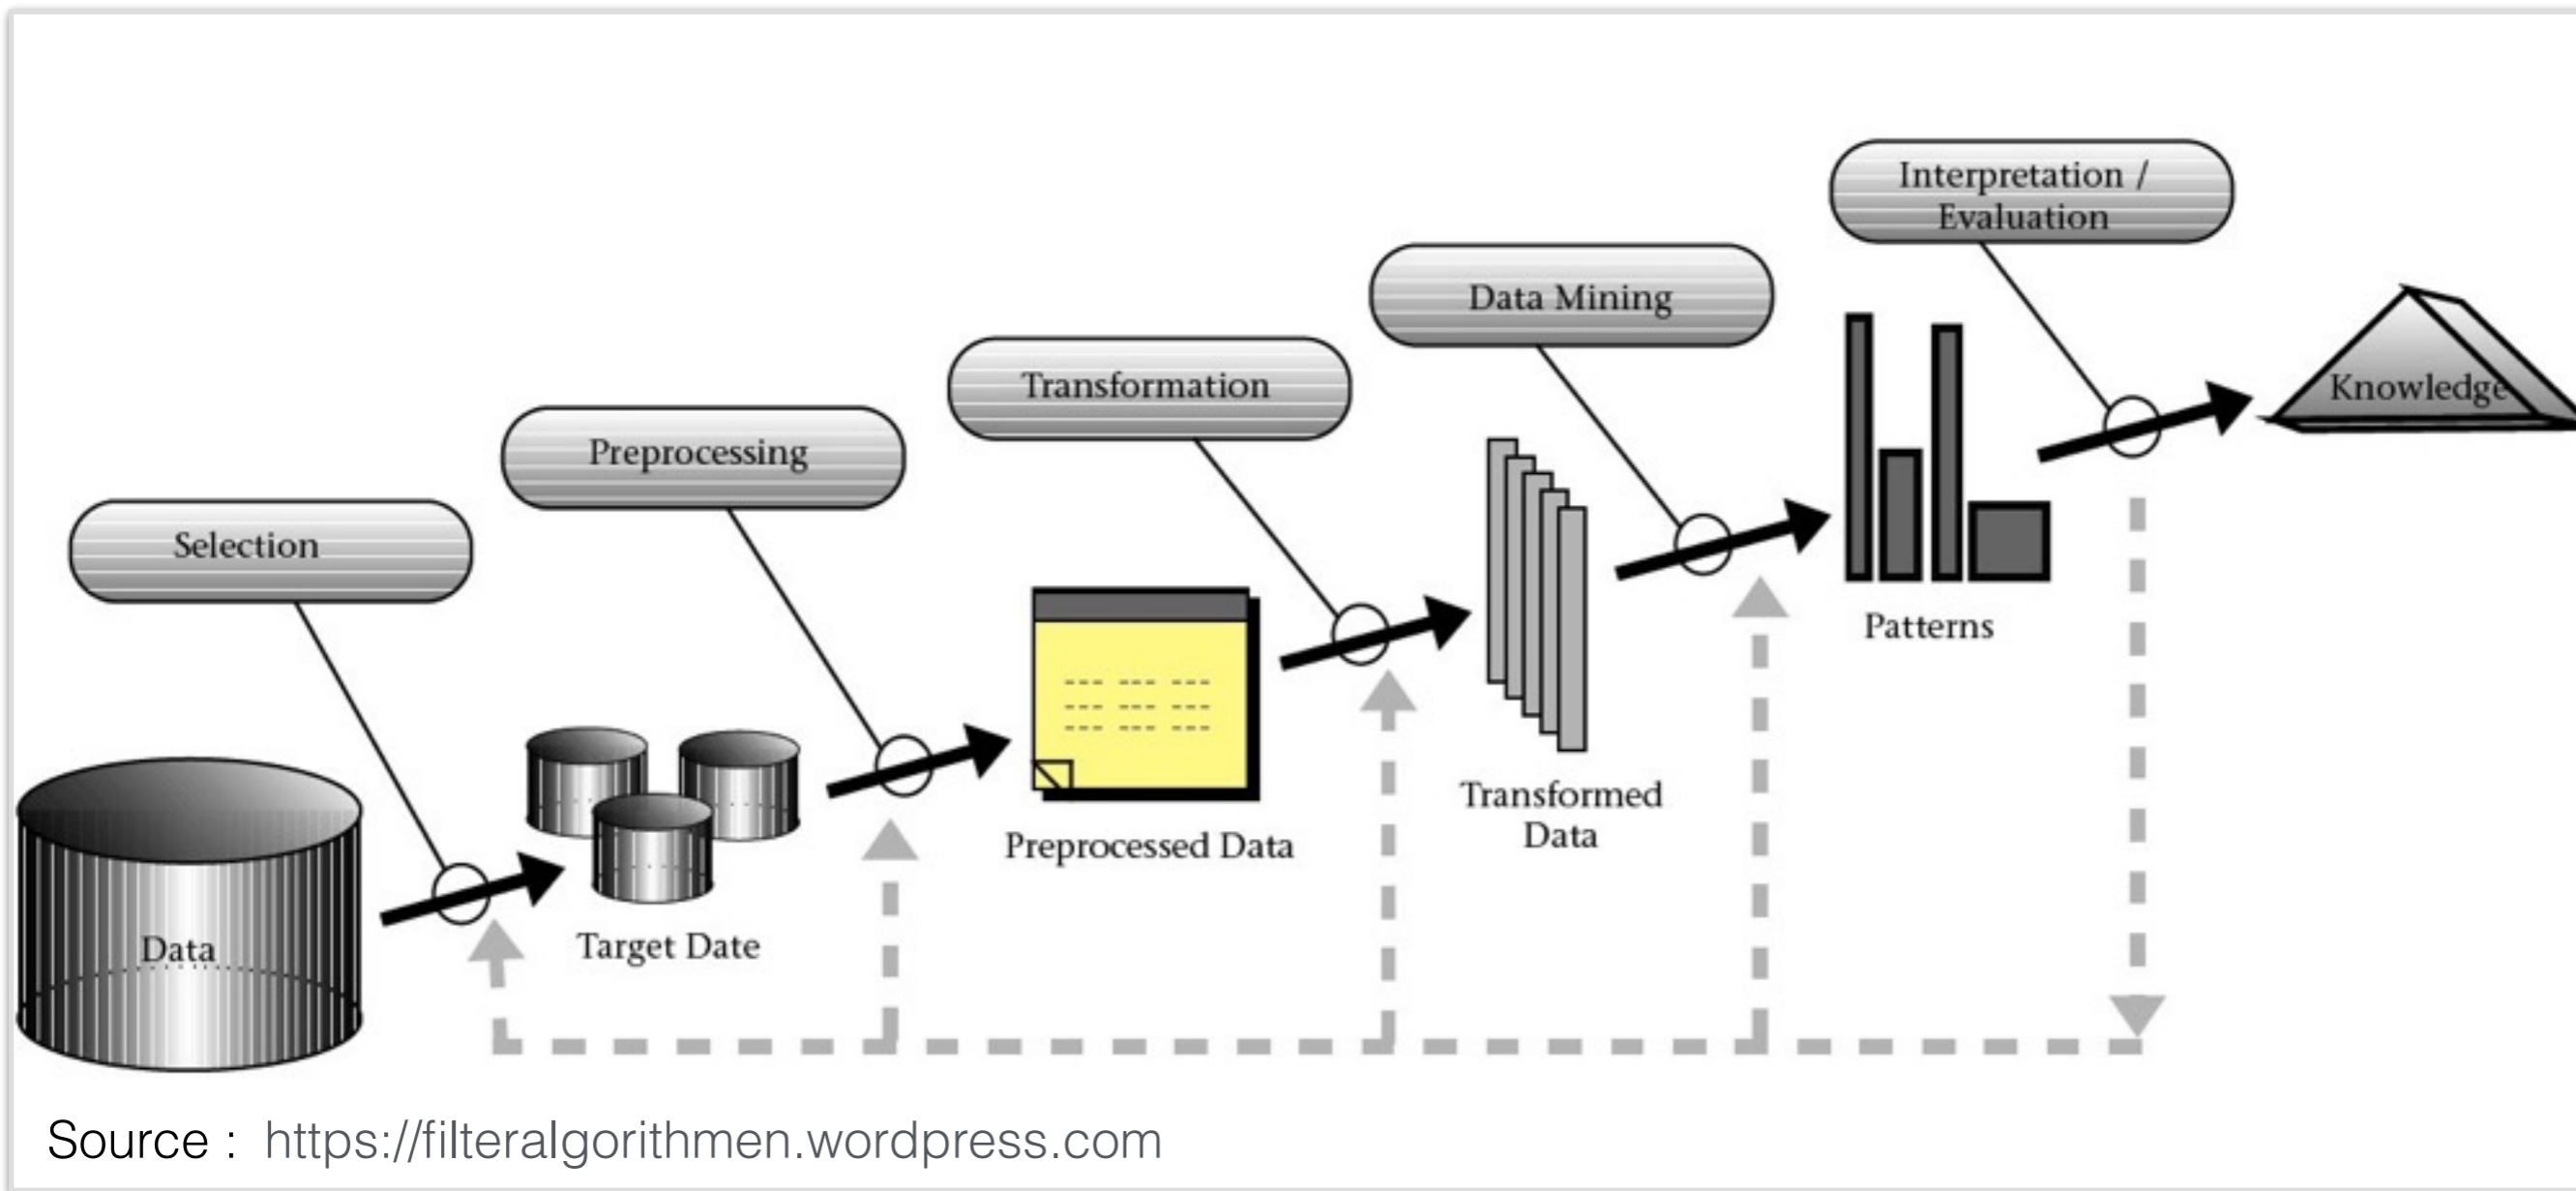 Interpretation /
Evaluation
Data Mining
Transformation
Knowledge
Preprocessing
Selection
Patterns
Transformed
Data
Preprocessed Data
Target Date
Data
Source : https://filteralgorithmen.wordpress.com